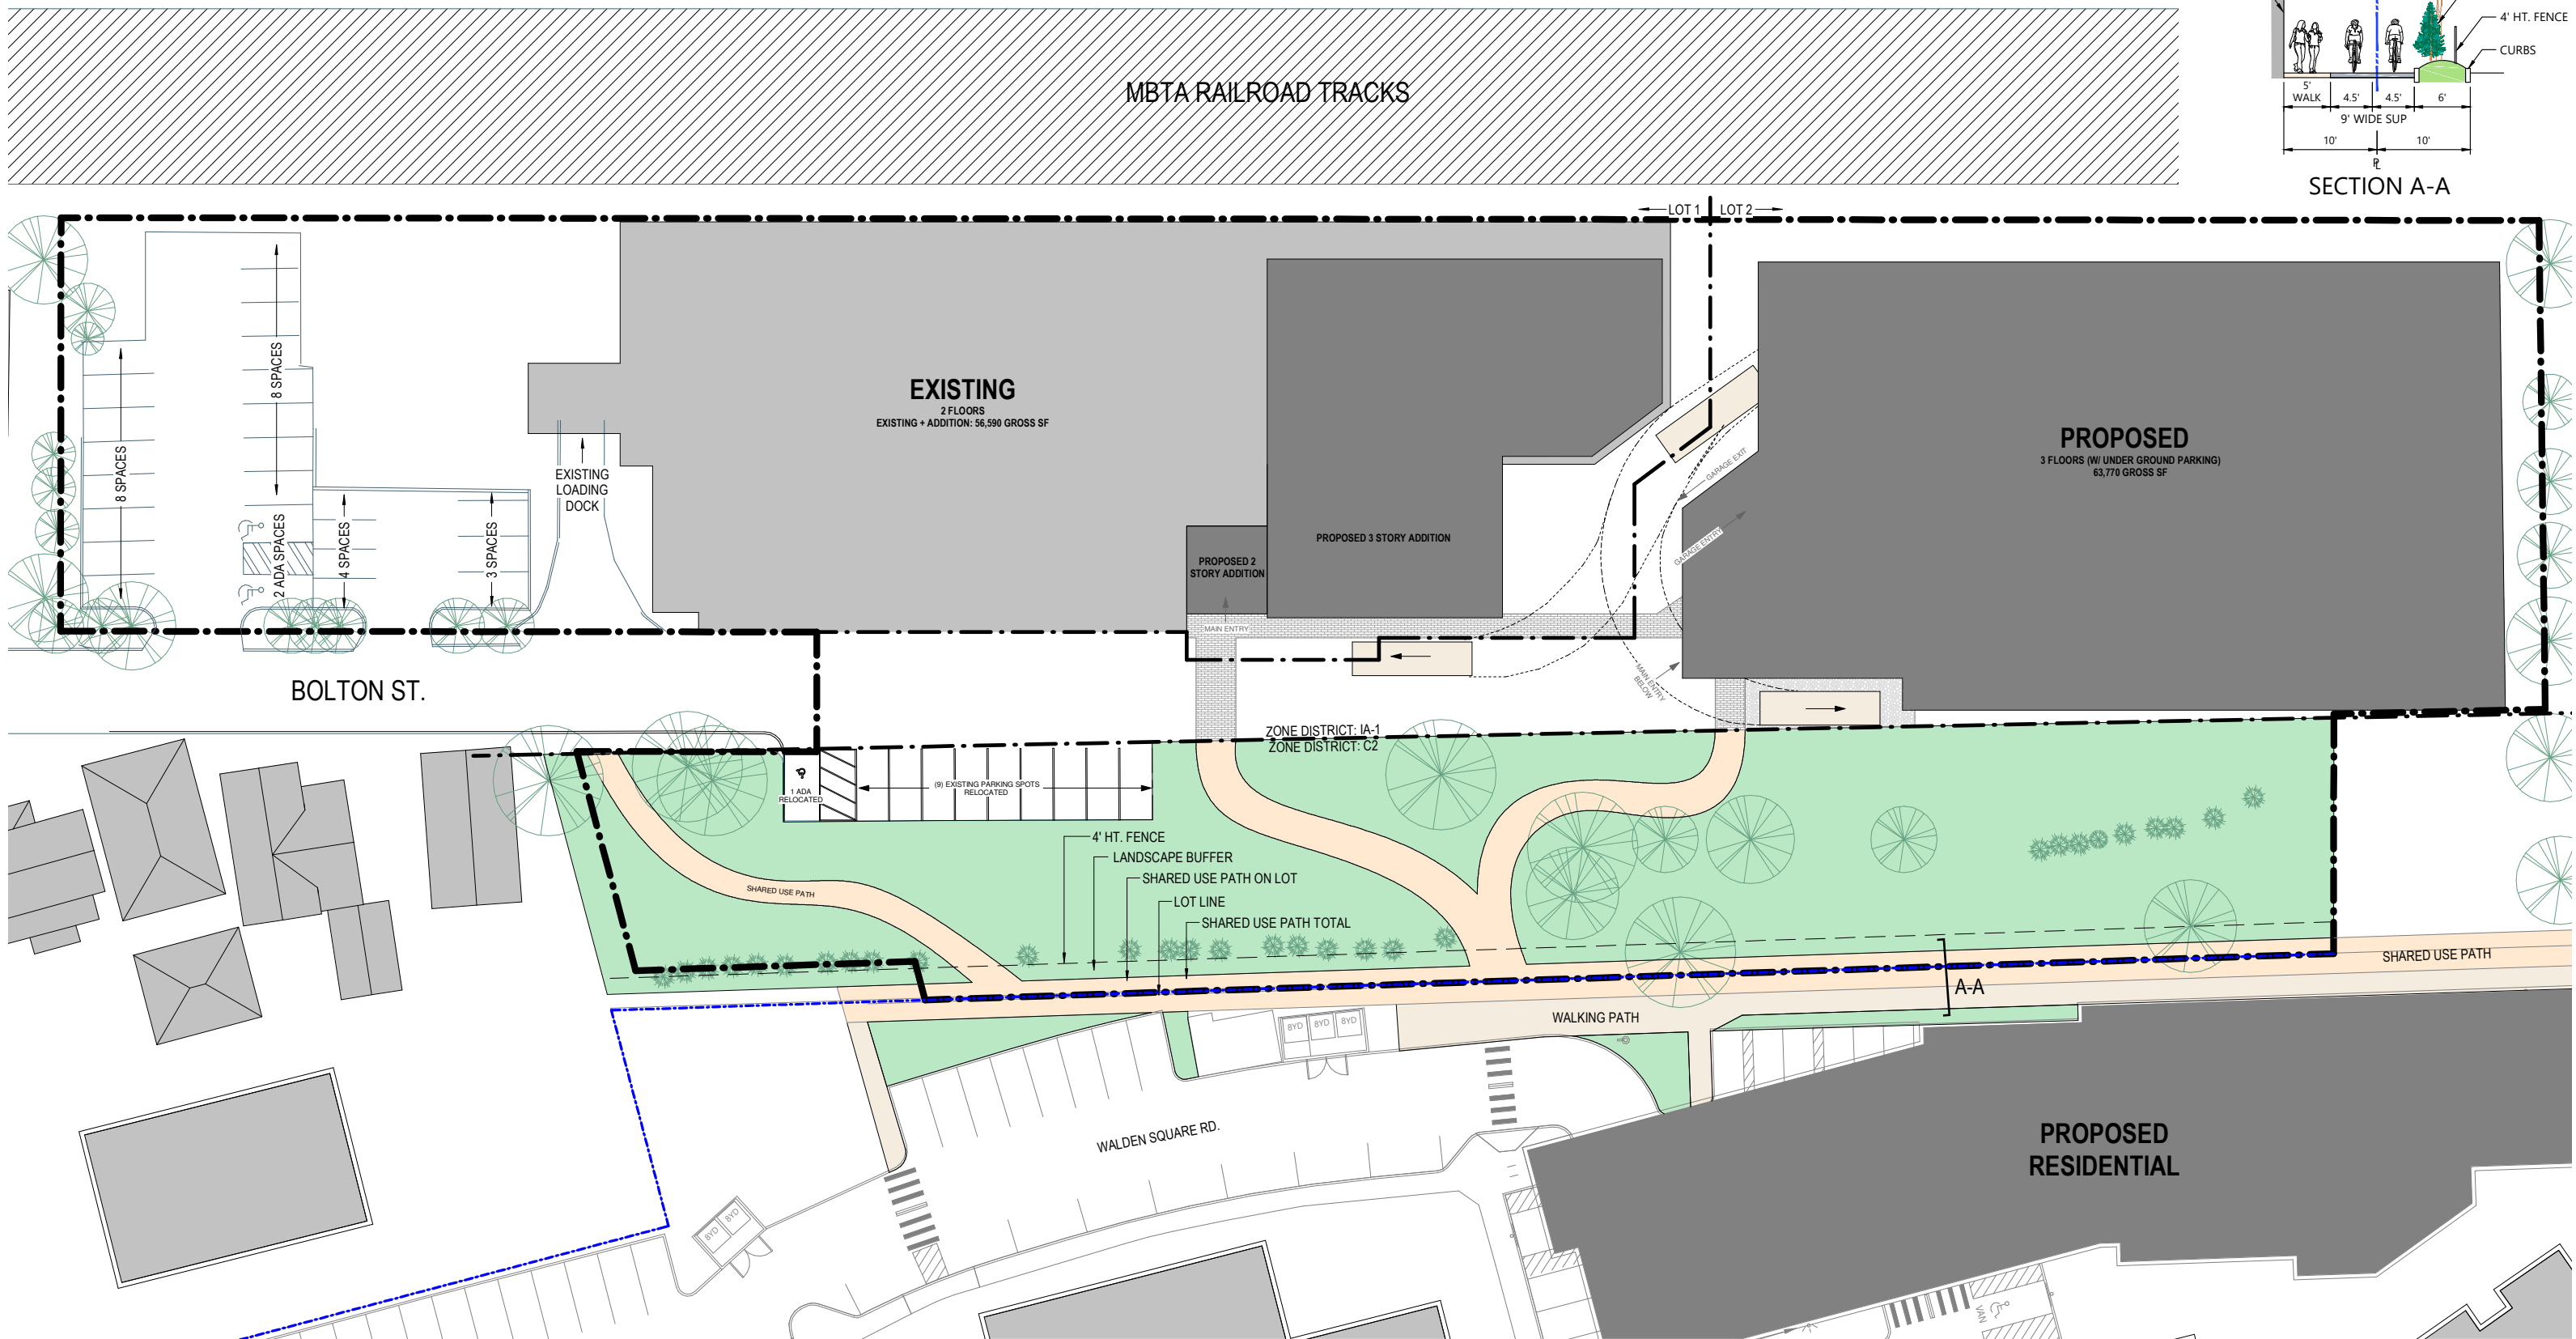 MBTA RAILROAD TRACKS
4' HT. FENCE
CURBS
5'
WALK
4.5'
4.5'
6'
9' WIDE SUP
10'
10'
PL
SECTION A-A
LOT 1
LOT 2
8 SPACES
8 SPACES
2 ADA SPACES
4 SPACES
3 SPACES
EXISTING
LOADING
DOCK
EXISTING
2 FLOORS
EXISTING + ADDITION: 56,590 GROSS SF
PROPOSED 2
STORY ADDITION
PROPOSED 3 STORY ADDITION
MAIN ENTRY
GARAGE EXIT
GARAGE ENTRY
MAIN ENTRY
BELOW
PROPOSED
3 FLOORS (W/ UNDER GROUND PARKING)
63,770 GROSS SF
BOLTON ST.
ZONE DISTRICT: IA-1
ZONE DISTRICT: C2
1 ADA
RELOCATED
(9) EXISTING PARKING SPOTS
RELOCATED
SHARED USE PATH
4' HT. FENCE
LANDSCAPE BUFFER
SHARED USE PATH ON LOT
LOT LINE
SHARED USE PATH TOTAL
SHARED USE PATH
A-A
WALKING PATH
8YD
8YD
8YD
WALDEN SQUARE RD.
8YD
8YD
PROPOSED
RESIDENTIAL
VAN